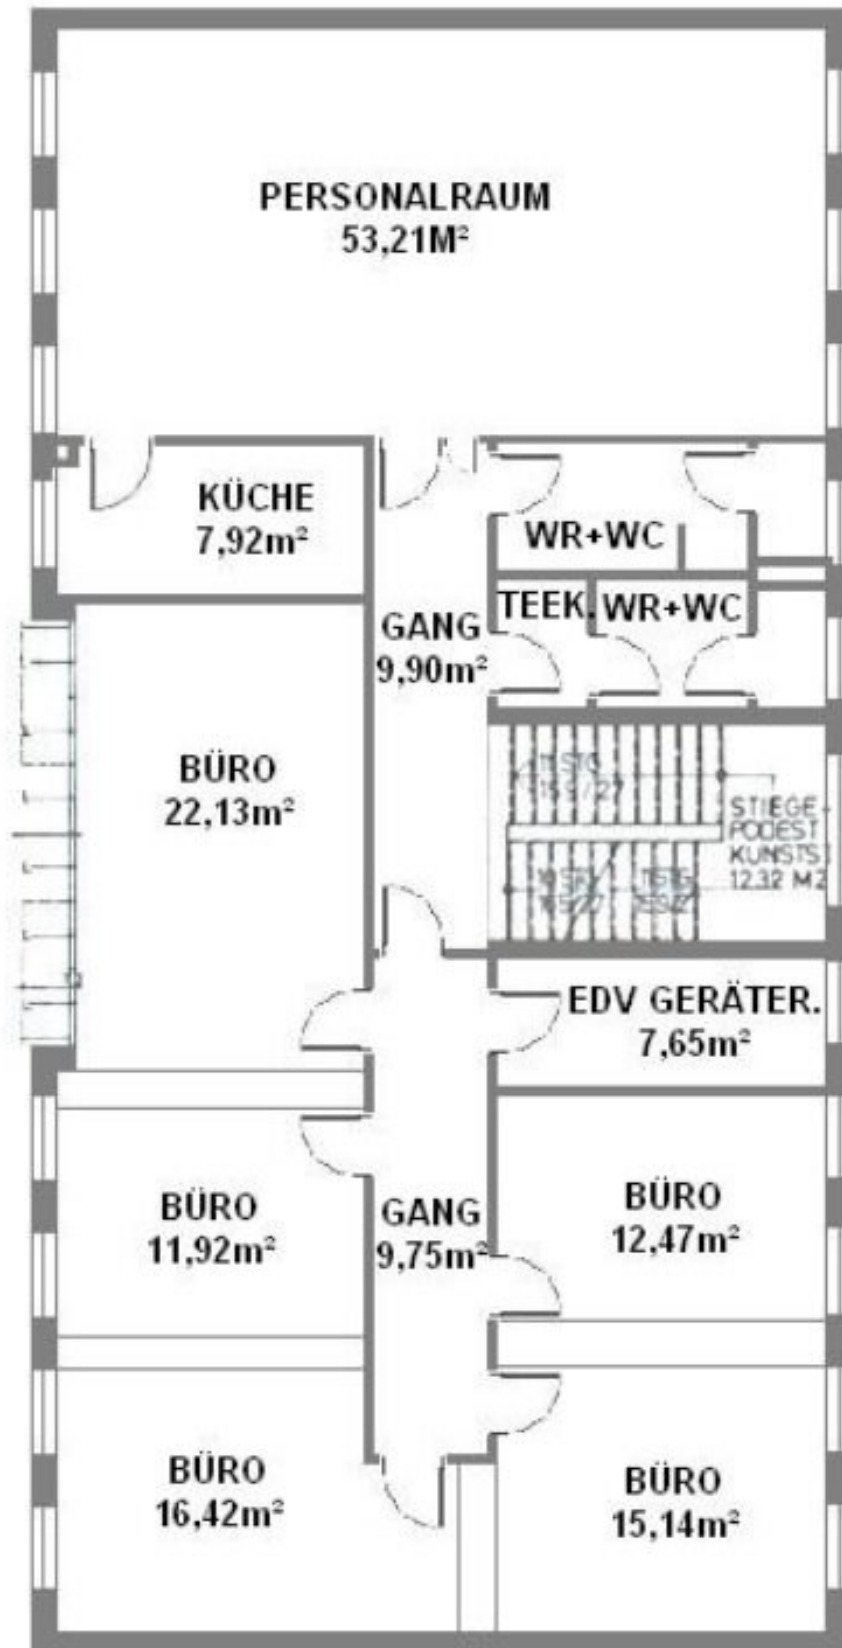 PERSONALRAUM
53,21M²
KÜCHE
7,92m²
WR+WC
TEEK.
WR+WC
GANG
9,90m²
BÜRO
22,13m²
STIEGE
PODEST
KUNSTS
12.32 M2
EDV GERÄTER.
7,65m²
BÜRO
11,92m²
GANG
9,75m²
BÜRO
12,47m²
BÜRO
16,42m²
BÜRO
15,14m²